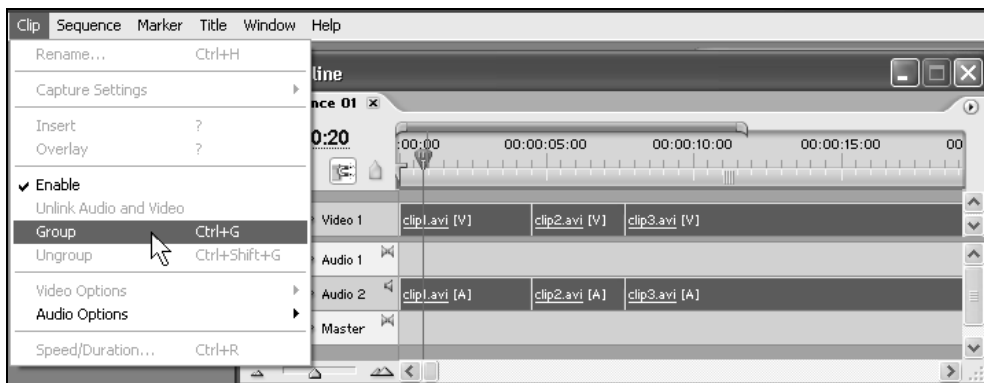 Clip Sequence Marker Title Window Help
Rename... Ctrl+H
Capture Settings
Insert ?
Overlay ?
Enable
Unlink Audio and Video
Group Ctrl+G
Ungroup Ctrl+Shift+G
Video Options
Audio Options
Speed/Duration... Ctrl+R
line
nce 01
0:20
:00:00 00:00:05:00 00:00:10:00 00:00:15:00 00
Video 1 clip1.avi [V] clip2.avi [V] clip3.avi [V]
Audio 1
Audio 2 clip1.avi [A] clip2.avi [A] clip3.avi [A]
Master